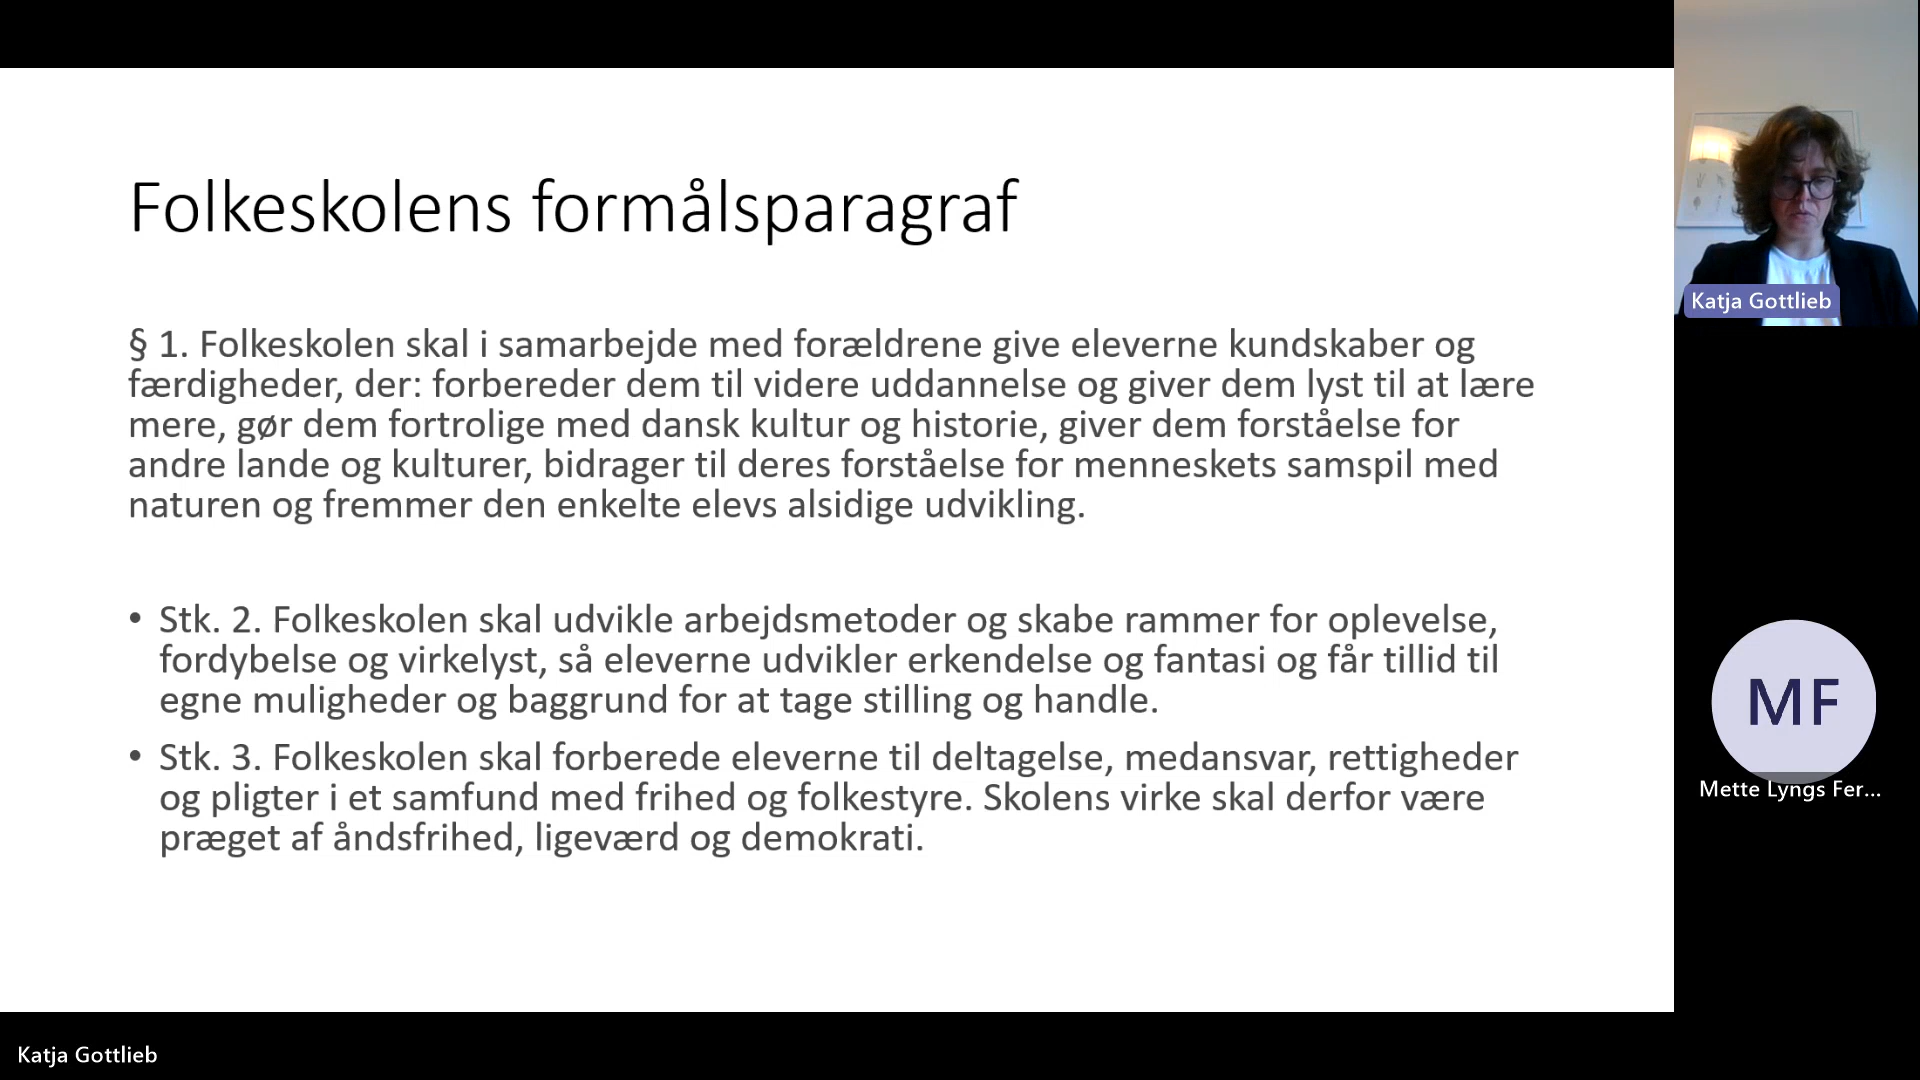 Folkeskolens formålsparagraf
§ 1. Folkeskolen skal i samarbejde med forældrene give eleverne kundskaber og
færdigheder, der: forbereder dem til videre uddannelse og giver dem lyst til at lære
mere, gør dem fortrolige med dansk kultur og historie, giver dem forståelse for
andre lande og kulturer, bidrager til deres forståelse for menneskets samspil med
naturen og fremmer den enkelte elevs alsidige udvikling.
• Stk. 2. Folkeskolen skal udvikle arbejdsmetoder og skabe rammer for oplevelse,
fordybelse og virkelyst, så eleverne udvikler erkendelse og fantasi og får tillid til
egne muligheder og baggrund for at tage stilling og handle.
• Stk. 3. Folkeskolen skal forberede eleverne til deltagelse, medansvar, rettigheder
og pligter i et samfund med frihed og folkestyre. Skolens virke skal derfor være
præget af åndsfrihed, ligeværd og demokrati.
Katja Gottlieb
MF
Mette Lyngs Fer...
Katja Gottlieb